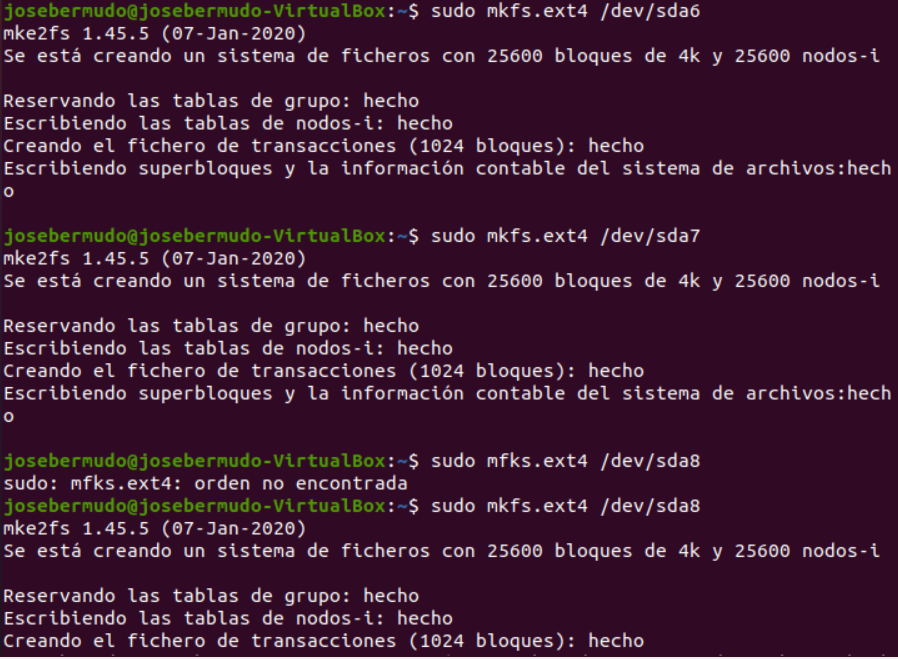 josebermudo@josebermudo-VirtualBox:~$ sudo mkfs.ext4 /dev/sda6
mke2fs 1.45.5 (07-Jan-2020)
Se está creando un sistema de ficheros con 25600 bloques de 4k y 25600 nodos-i
Reservando las tablas de grupo: hecho
Escribiendo las tablas de nodos-i: hecho
Creando el fichero de transacciones (1024 bloques): hecho
Escribiendo superbloques y la información contable del sistema de archivos:hech
o
josebermudo@josebermudo-VirtualBox:~$ sudo mkfs.ext4 /dev/sda7
mke2fs 1.45.5 (07-Jan-2020)
Se está creando un sistema de ficheros con 25600 bloques de 4k y 25600 nodos-i
Reservando las tablas de grupo: hecho
Escribiendo las tablas de nodos-i: hecho
Creando el fichero de transacciones (1024 bloques): hecho
Escribiendo superbloques y la información contable del sistema de archivos:hech
o
josebermudo@josebermudo-VirtualBox:~$ sudo mfks.ext4 /dev/sda8
sudo: mfks.ext4: orden no encontrada
josebermudo@josebermudo-VirtualBox:~$ sudo mkfs.ext4 /dev/sda8
mke2fs 1.45.5 (07-Jan-2020)
Se está creando un sistema de ficheros con 25600 bloques de 4k y 25600 nodos-i
Reservando las tablas de grupo: hecho
Escribiendo las tablas de nodos-i: hecho
Creando el fichero de transacciones (1024 bloques): hecho